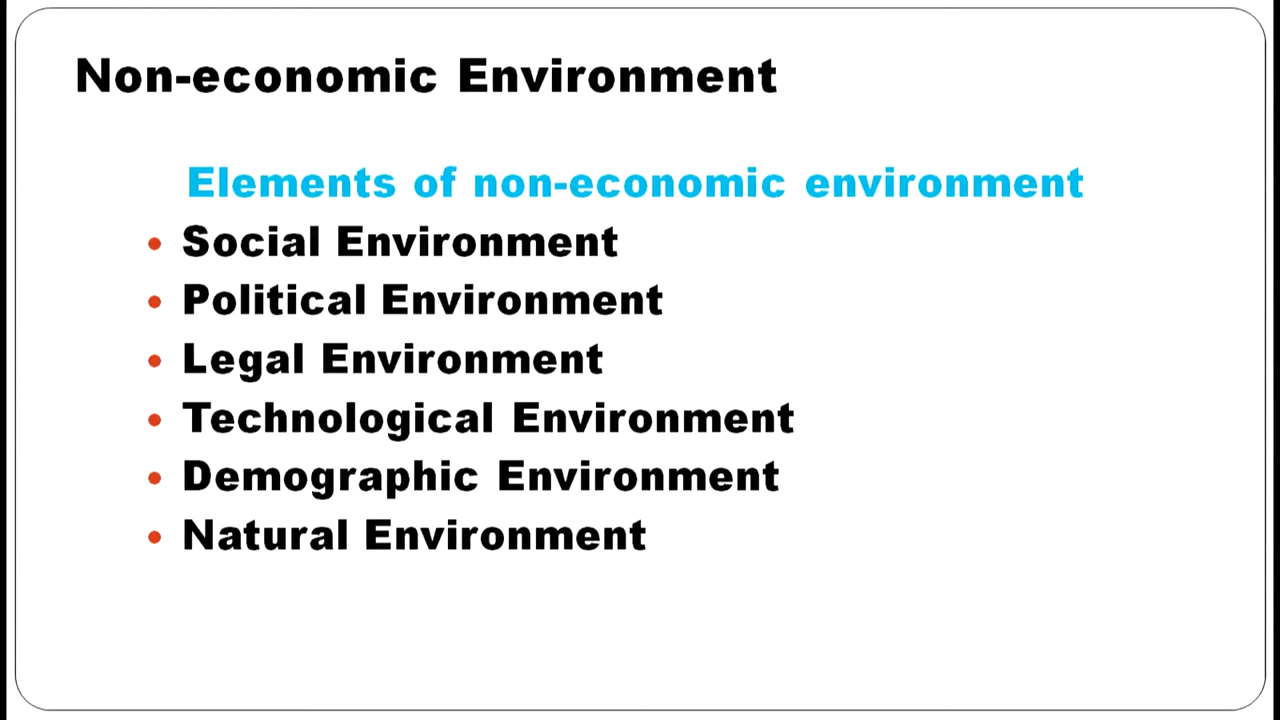 Non-economic Environment
Elements of non-economic environment
• Social Environment
• Political Environment
• Legal Environment
• Technological Environment
• Demographic Environment
• Natural Environment